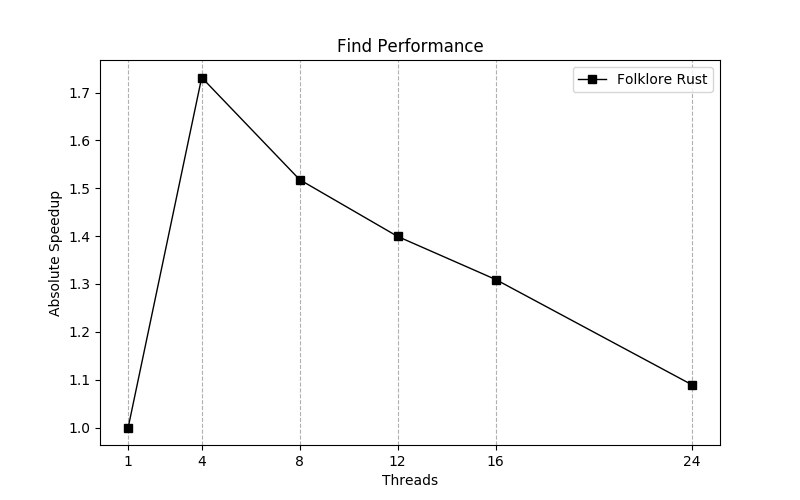 Find Performance
Folklore Rust
Absolute Speedup
1.7
1.6
1.5
1.4
1.3
1.2
1.1
1.0
1 4 8 12 16 24
Threads